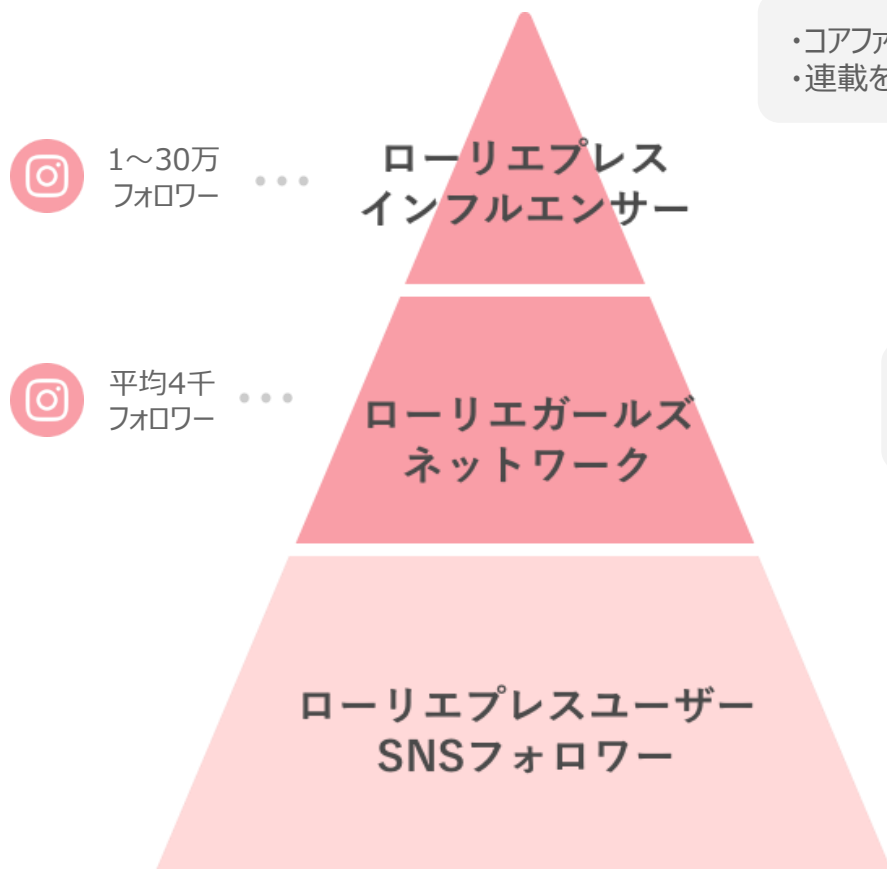 ・コアファ
・連載を
1～30万
フォロワー
ローリエプレス
インフルエンサー
平均4千
フォロワー
ローリエガールズ
ネットワーク
ローリエプレスユーザー
SNSフォロワー